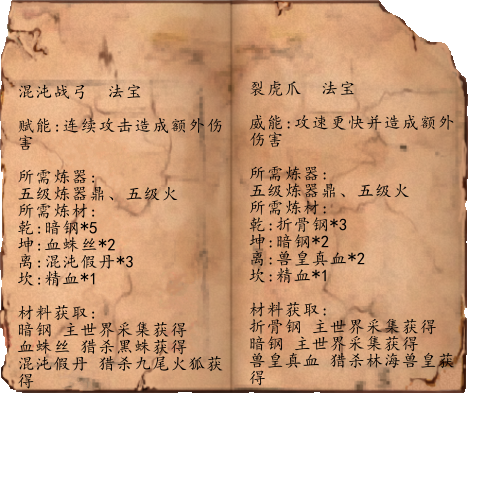 混沌战弓 法宝
赋能:连续攻击造成额外伤
害
所需炼器:
五级炼器鼎、五级火
所需炼材:
乾:暗钢*5
坤:血蛛丝*2
离:混沌假丹*3
坎:精血*1
材料获取:
暗钢 主世界采集获得
血蛛丝 猎杀黑蛛获得
混沌假丹 猎杀九尾火狐获
得
裂虎爪 法宝
威能:攻速更快并造成额外
伤害
所需炼器:
五级炼器鼎、五级火
所需炼材:
乾:折骨钢*3
坤:暗钢*2
离:兽皇真血*2
坎:精血*1
材料获取:
折骨钢 主世界采集获得
暗钢 主世界采集获得
兽皇真血 猎杀林海兽皇获
得